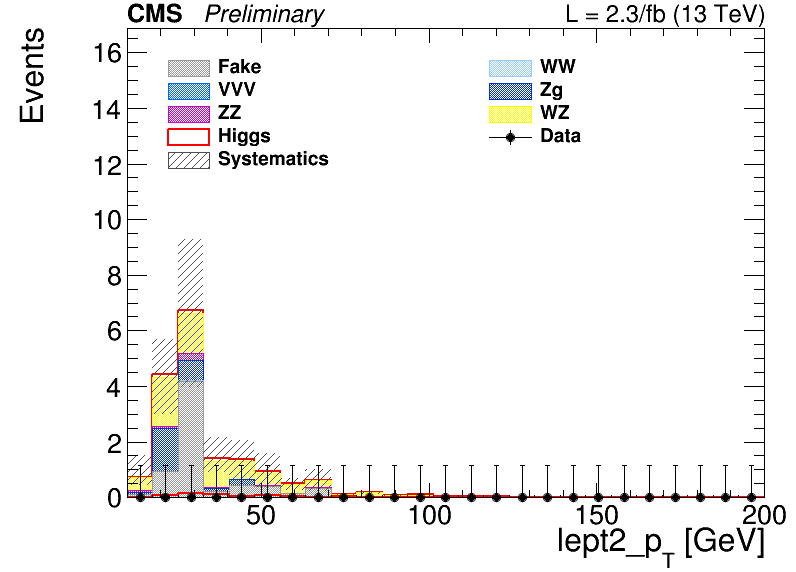 CMS Preliminary L = 2.3/fb (13 TeV)
Events
16
14
12
10
8
6
4
2
0
Fake
VVV
ZZ
Higgs
Systematics
WW
Zg
WZ
Data
50 100 150 200
lept2_p_T [GeV]